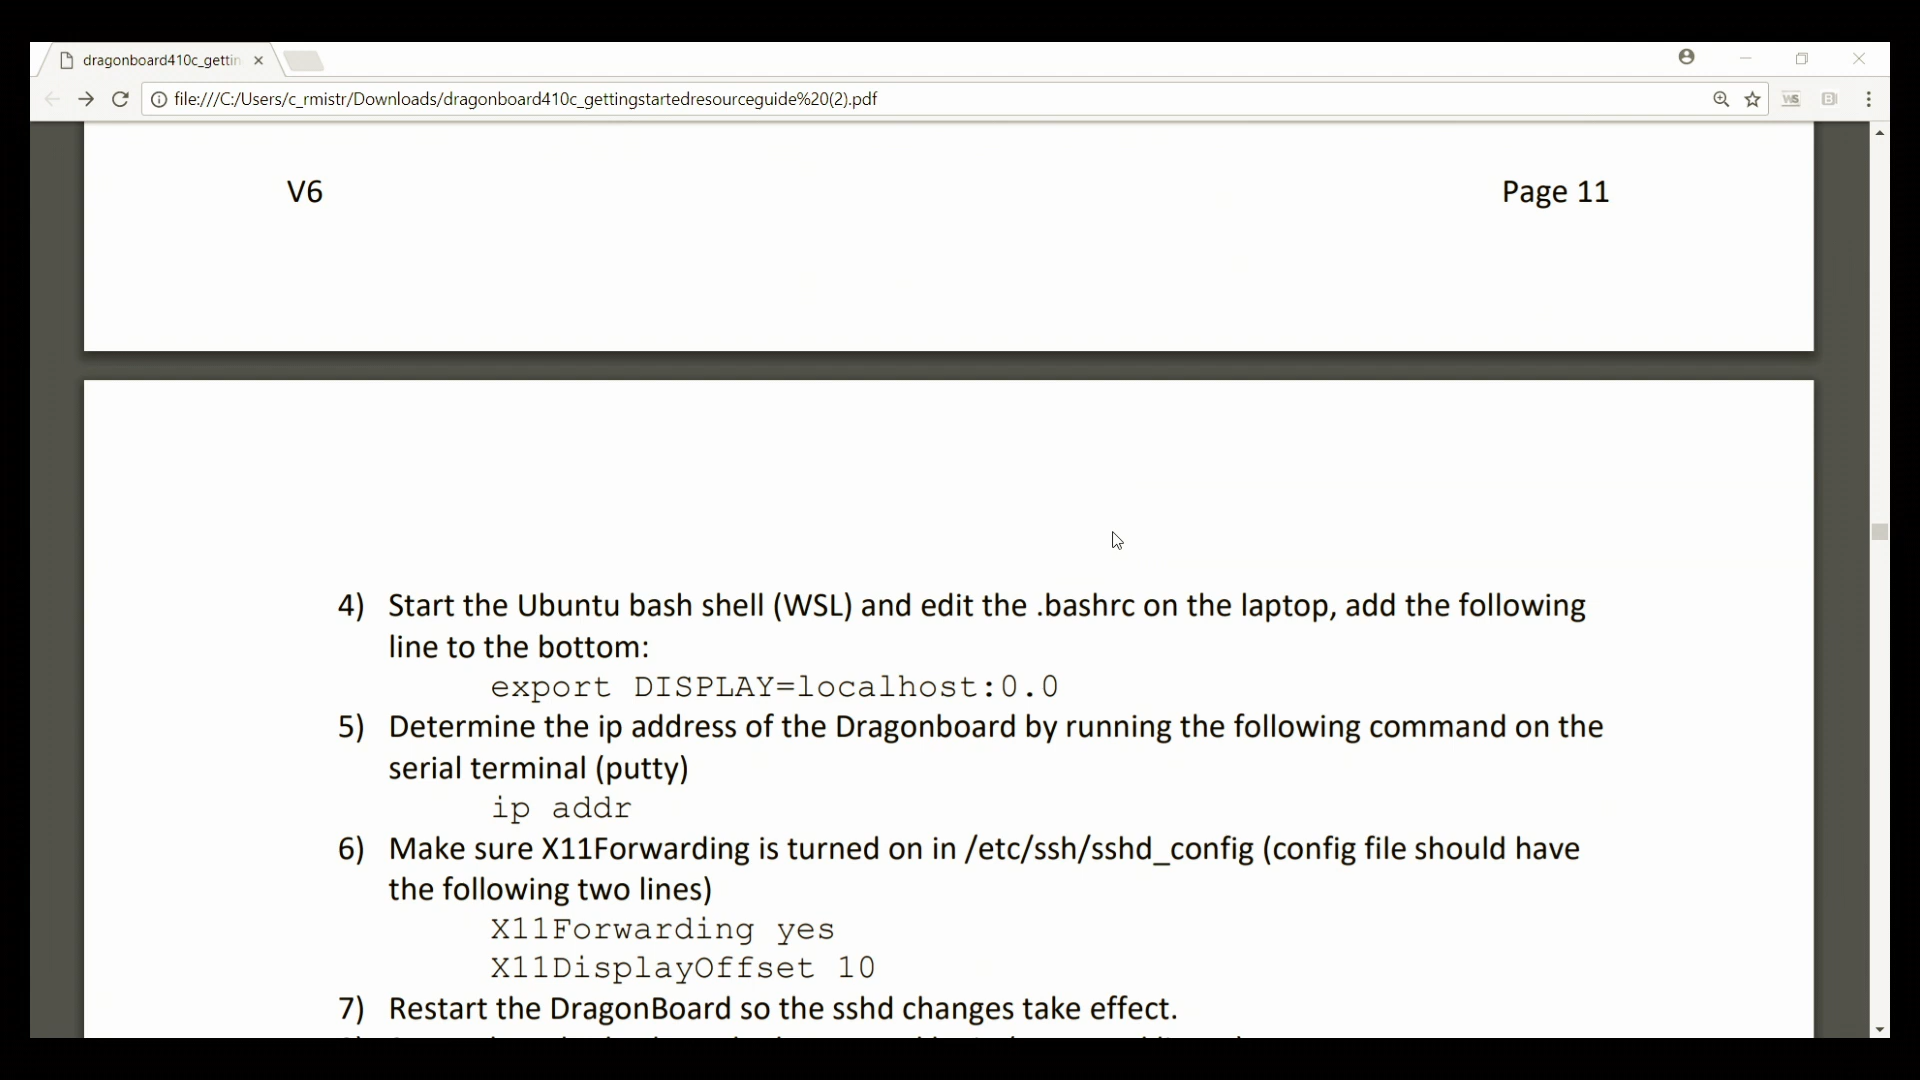 dragonboard410c_gettin
file:///C:/Users/c_rmistr/Downloads/dragonboard410c_gettingstartedresourceguide%20(2).pdf
WS
V6
Page 11
4) Start the Ubuntu bash shell (WSL) and edit the .bashrc on the laptop, add the following
line to the bottom:
export DISPLAY=localhost:0.0
5) Determine the ip address of the Dragonboard by running the following command on the
serial terminal (putty)
ip addr
6) Make sure X11Forwarding is turned on in /etc/ssh/sshd_config (config file should have
the following two lines)
X11Forwarding yes
X11DisplayOffset 10
7) Restart the DragonBoard so the sshd changes take effect.